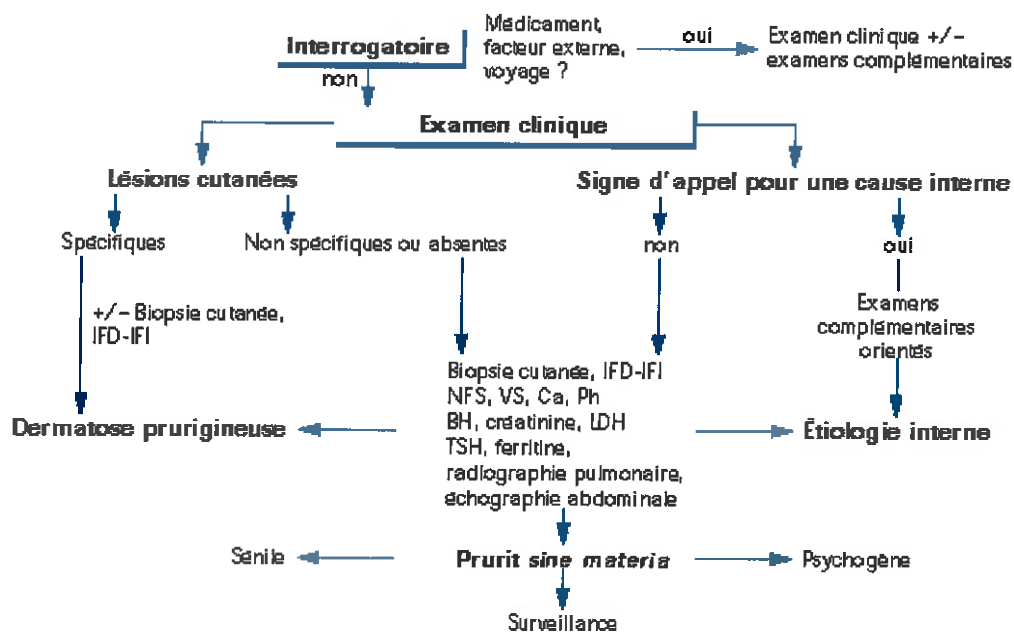 Interrogatoire
Médicament,
facteur externe,
voyage ?
oui
Examen clinique +/-
examens complémentaires
non
Examen clinique
Lésions cutanées
Signe d'appel pour une cause interne
Spécifiques
Non spécifiques ou absentes
non
oui
+/- Biopsie cutanée,
IFD-IFI
Examens
complémentaires
orientés
Biopsie cutanée, IFD-IFI
NFS, VS, Ca, Ph
BH, créatinine, LDH
TSH, ferritine,
radiographie pulmonaire,
échographie abdominale
Dermatose prurigineuse
Étiologie interne
Sénile
Prurit sine materia
Psychogène
Surveillance